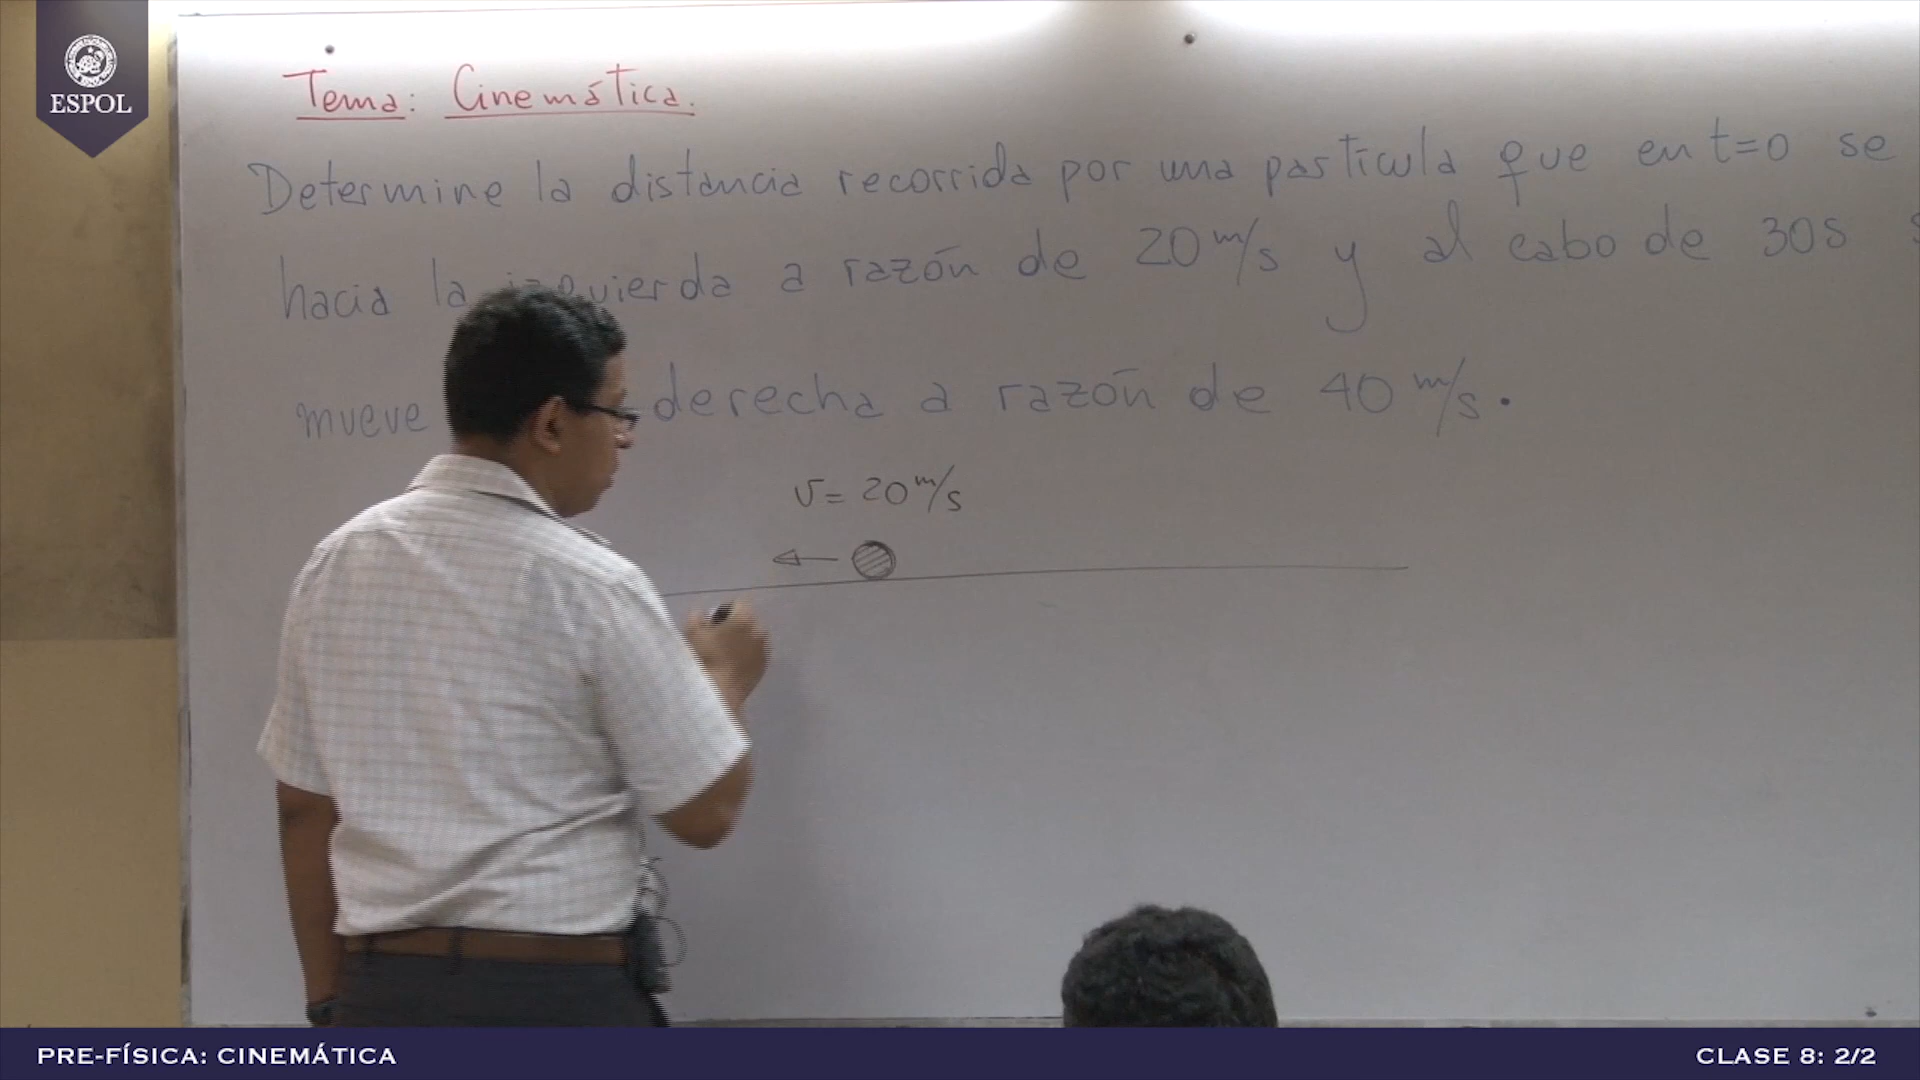 ESPOL
Tema: Cinemática.
Determine la distancia recorrida por una partícula que en t=0 se
hacia la izquierda a razón de 20 m/s y al cabo de 30s
mueve derecha a razón de 40 m/s.
v= 20 m/s
PRE-FÍSICA: CINEMÁTICA
CLASE 8: 2/2